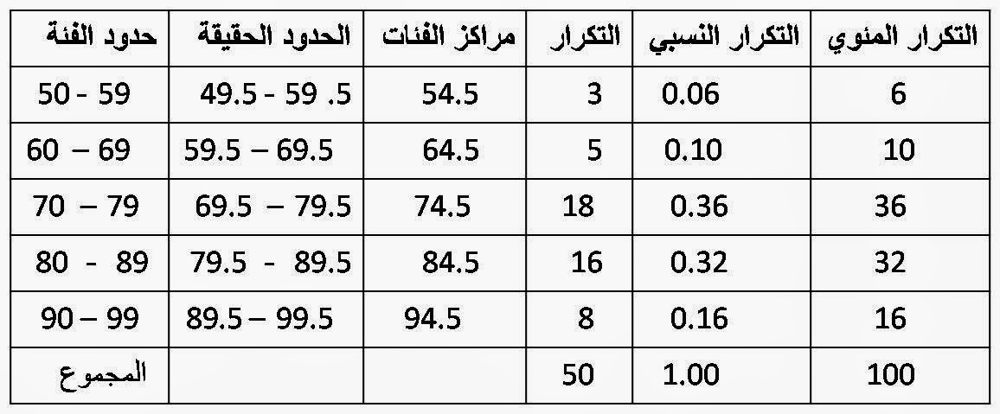 حدود الفئة الحدود الحقيقة مراكز الفئات التكرار التكرار النسبي التكرار المئوي
50 - 59 49.5 - 59 .5 54.5 3 0.06 6
60 – 69 59.5 – 69.5 64.5 5 0.10 10
70 – 79 69.5 – 79.5 74.5 18 0.36 36
80 - 89 79.5 - 89.5 84.5 16 0.32 32
90 – 99 89.5 – 99.5 94.5 8 0.16 16
المجموع 50 1.00 100